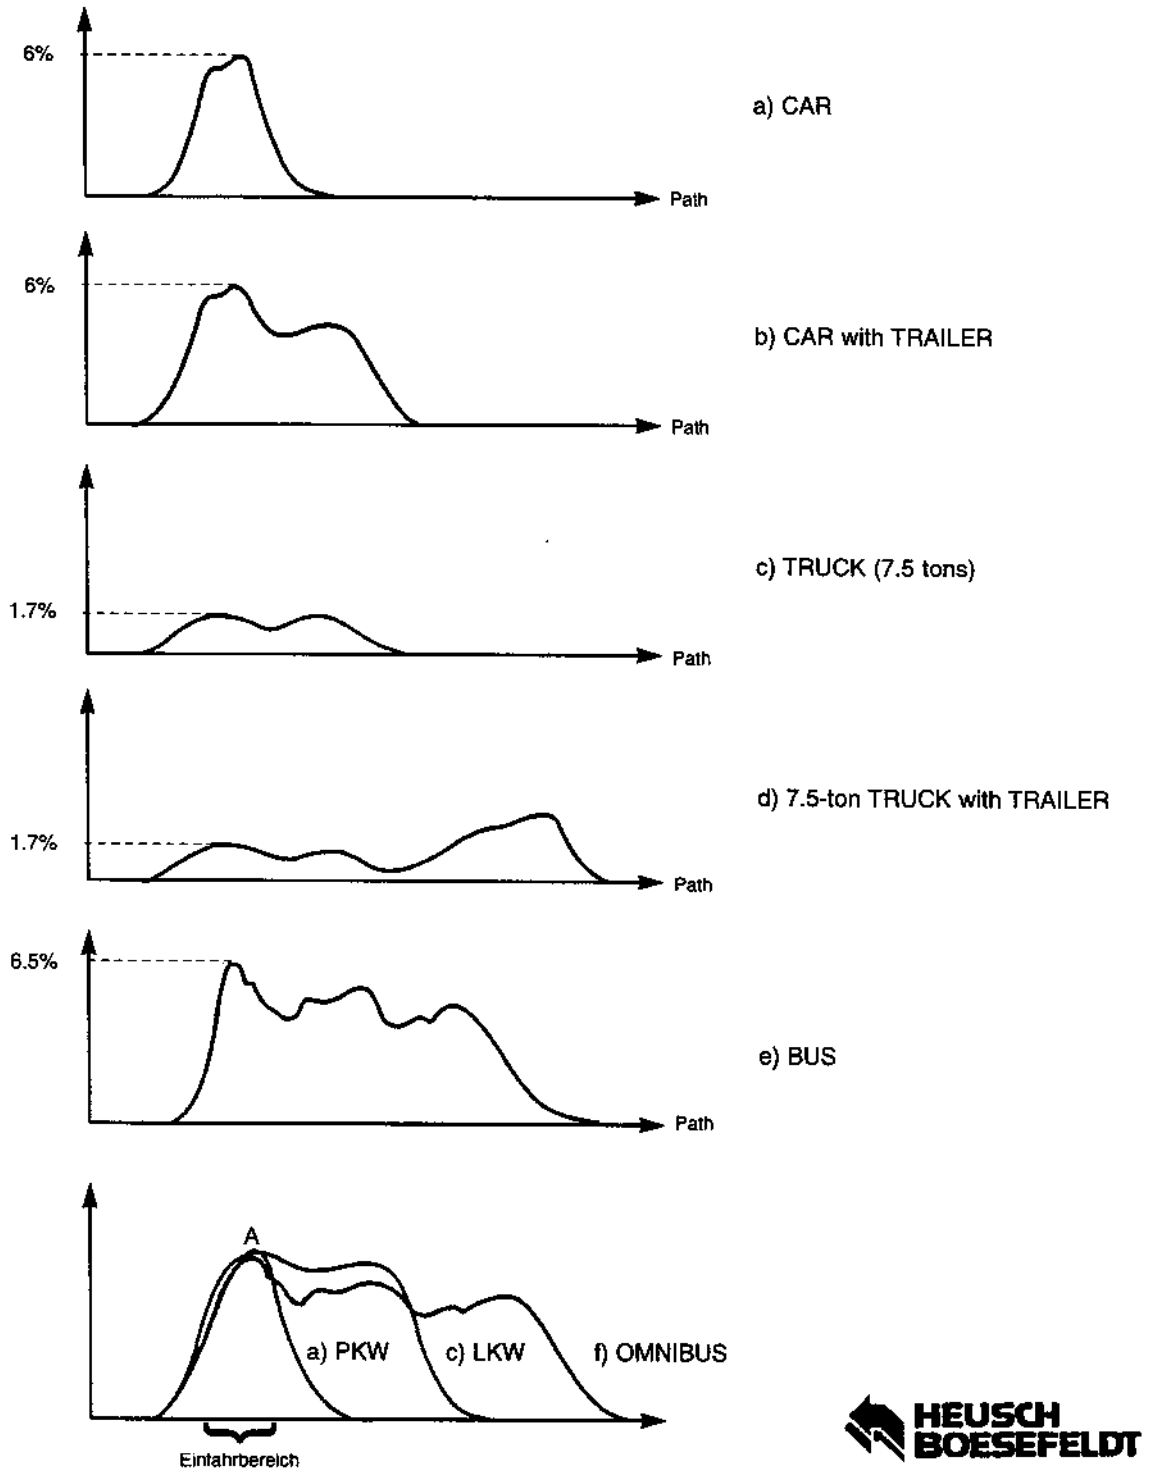 6%
a) CAR
Path
6%
b) CAR with TRAILER
Path
c) TRUCK (7.5 tons)
1.7%
Path
d) 7.5-ton TRUCK with TRAILER
1.7%
Path
6.5%
e) BUS
Path
A
a) PKW c) LKW f) OMNIBUS
Einfahrbereich
HEUSCH
BOESEFELDT